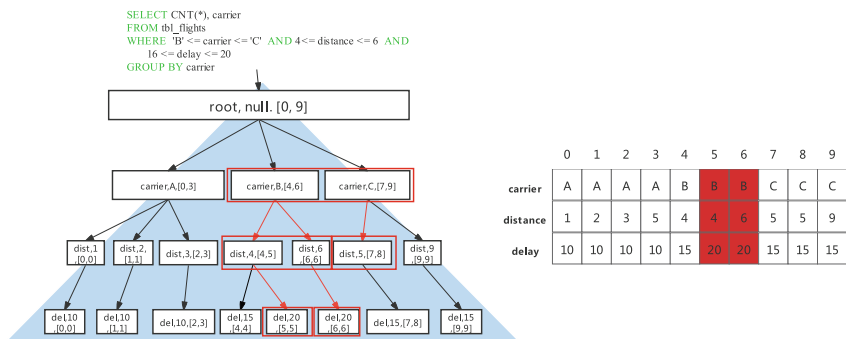 SELECT CNT(*), carrier
FROM tbl_flights
WHERE 'B' <= carrier <= 'C' AND 4<= distance <= 6 AND
16 <= delay <= 20
GROUP BY carrier
root, null. [0, 9]
carrier,A,[0,3]
carrier,B,[4,6]
carrier,C,[7,9]
dist,1
,[0,0]
dist,2,
[1,1]
dist,3,[2,3]
dist,4,[4,5]
dist,6
,[6,6]
dist,5,[7,8]
dist,9
,[9,9]
del,10
,[0,0]
del,10
,[1,1]
del,10,[2,3]
del,15
,[4,4]
del,20
,[5,5]
del,20
,[6,6]
del,15,[7,8]
del,15
,[9,9]
0 1 2 3 4 5 6 7 8 9
carrier A A A A B B B C C C
distance 1 2 3 5 4 4 6 5 5 9
delay 10 10 10 10 15 20 20 15 15 15